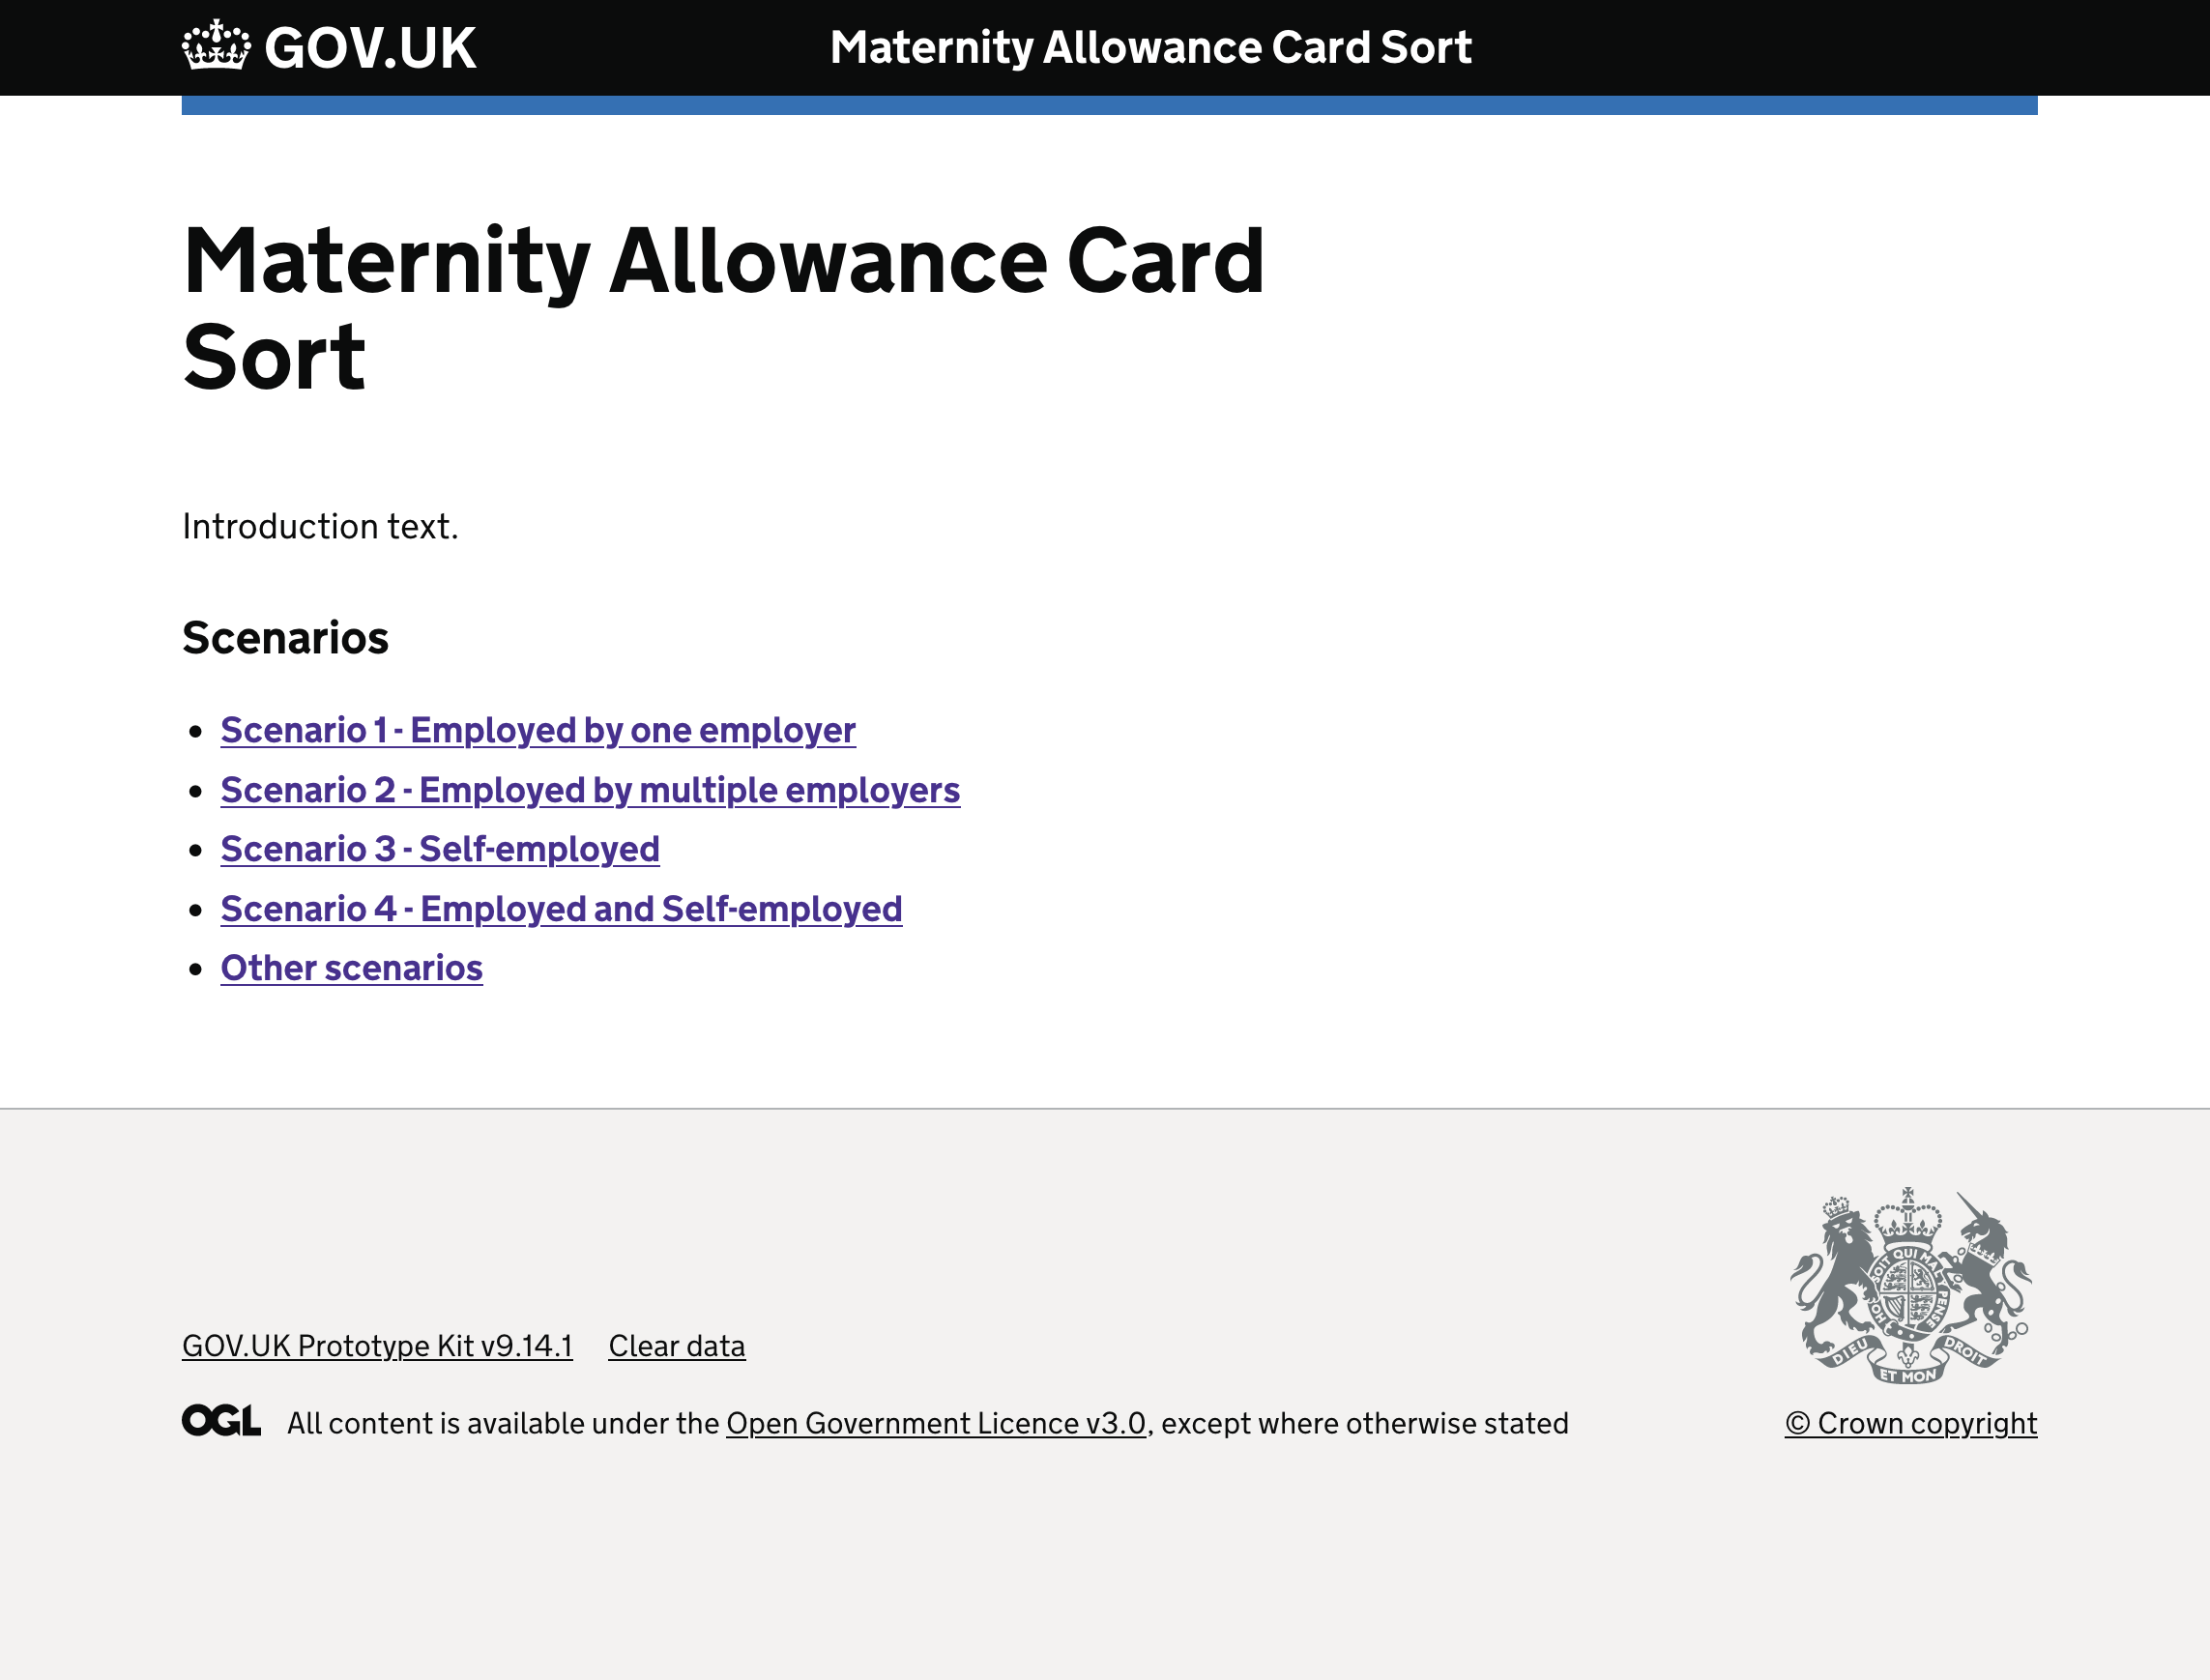 GOV.UK Maternity Allowance Card Sort
Maternity Allowance Card
Sort
Introduction text.
Scenarios
• Scenario 1 - Employed by one employer
• Scenario 2 - Employed by multiple employers
• Scenario 3 - Self-employed
• Scenario 4 - Employed and Self-employed
• Other scenarios
GOV.UK Prototype Kit v9.14.1 Clear data
SOIT QUI MAL
PENSE
HO
DIEU ET MON DROIT
OGL All content is available under the Open Government Licence v3.0, except where otherwise stated
© Crown copyright